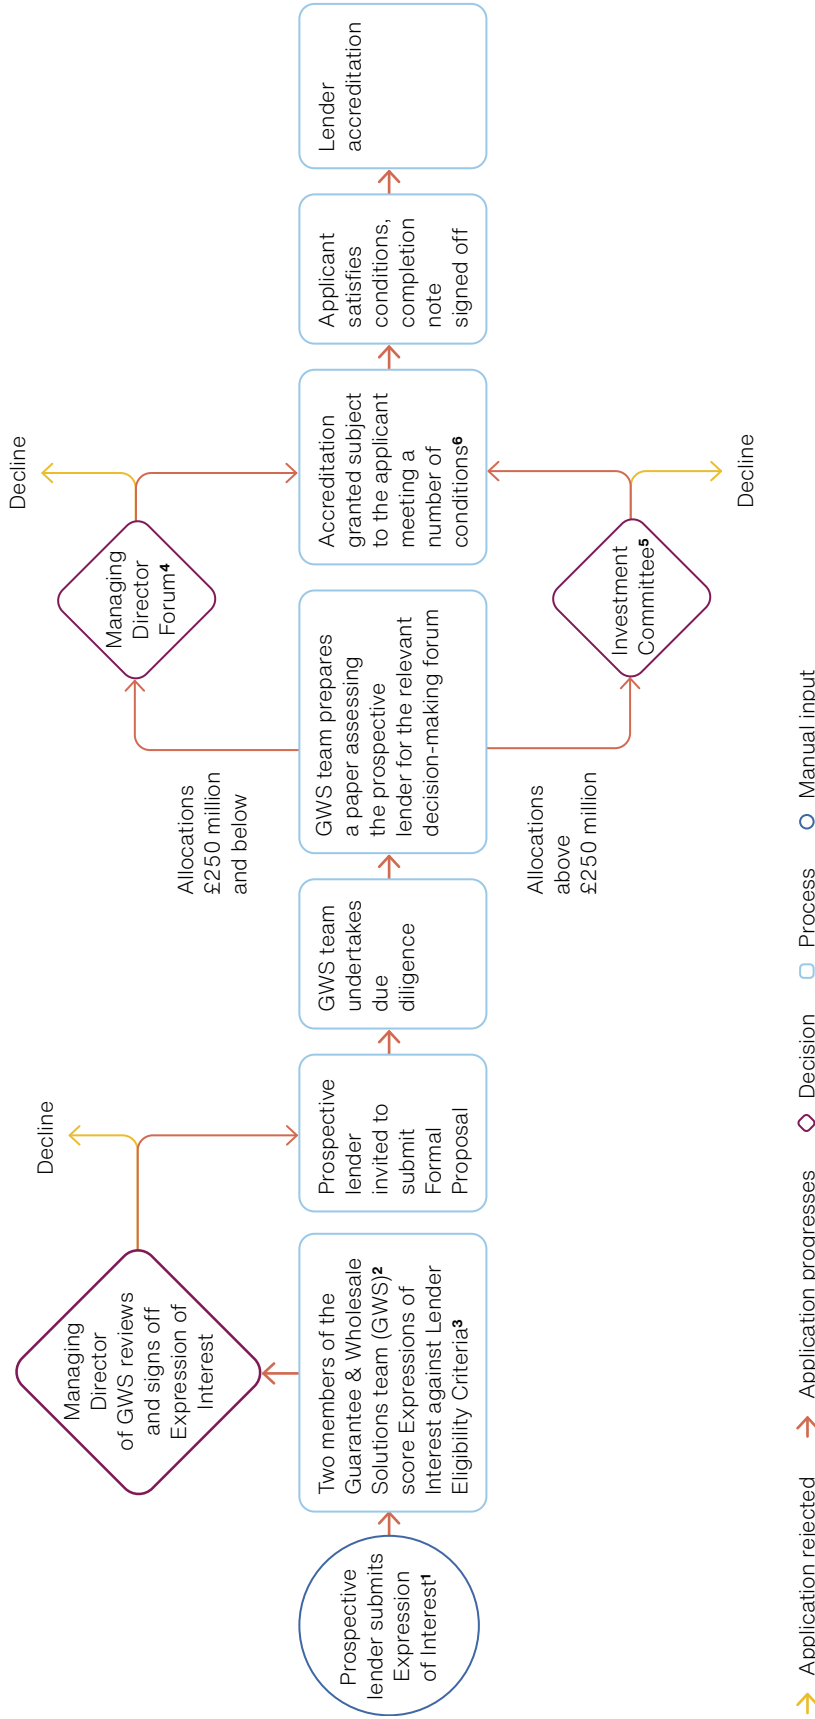 Prospective
lender submits
Expression
of Interest¹
Two members of the
Guarantee & Wholesale
Solutions team (GWS)²
score Expressions of
Interest against Lender
Eligibility Criteria³
Managing
Director
of GWS reviews
and signs off
Expression of
Interest
Decline
Prospective
lender
invited to
submit
Formal
Proposal
GWS team
undertakes
due
diligence
GWS team prepares
a paper assessing
the prospective
lender for the relevant
decision-making forum
Allocations
£250 million
and below
Managing
Director
Forum⁴
Decline
Allocations
above
£250 million
Investment
Committee⁵
Decline
Accreditation
granted subject
to the applicant
meeting a
number of
conditions⁶
Applicant
satisfies
conditions,
completion
note
signed off
Lender
accreditation
Application rejected
Application progresses
Decision
Process
Manual input